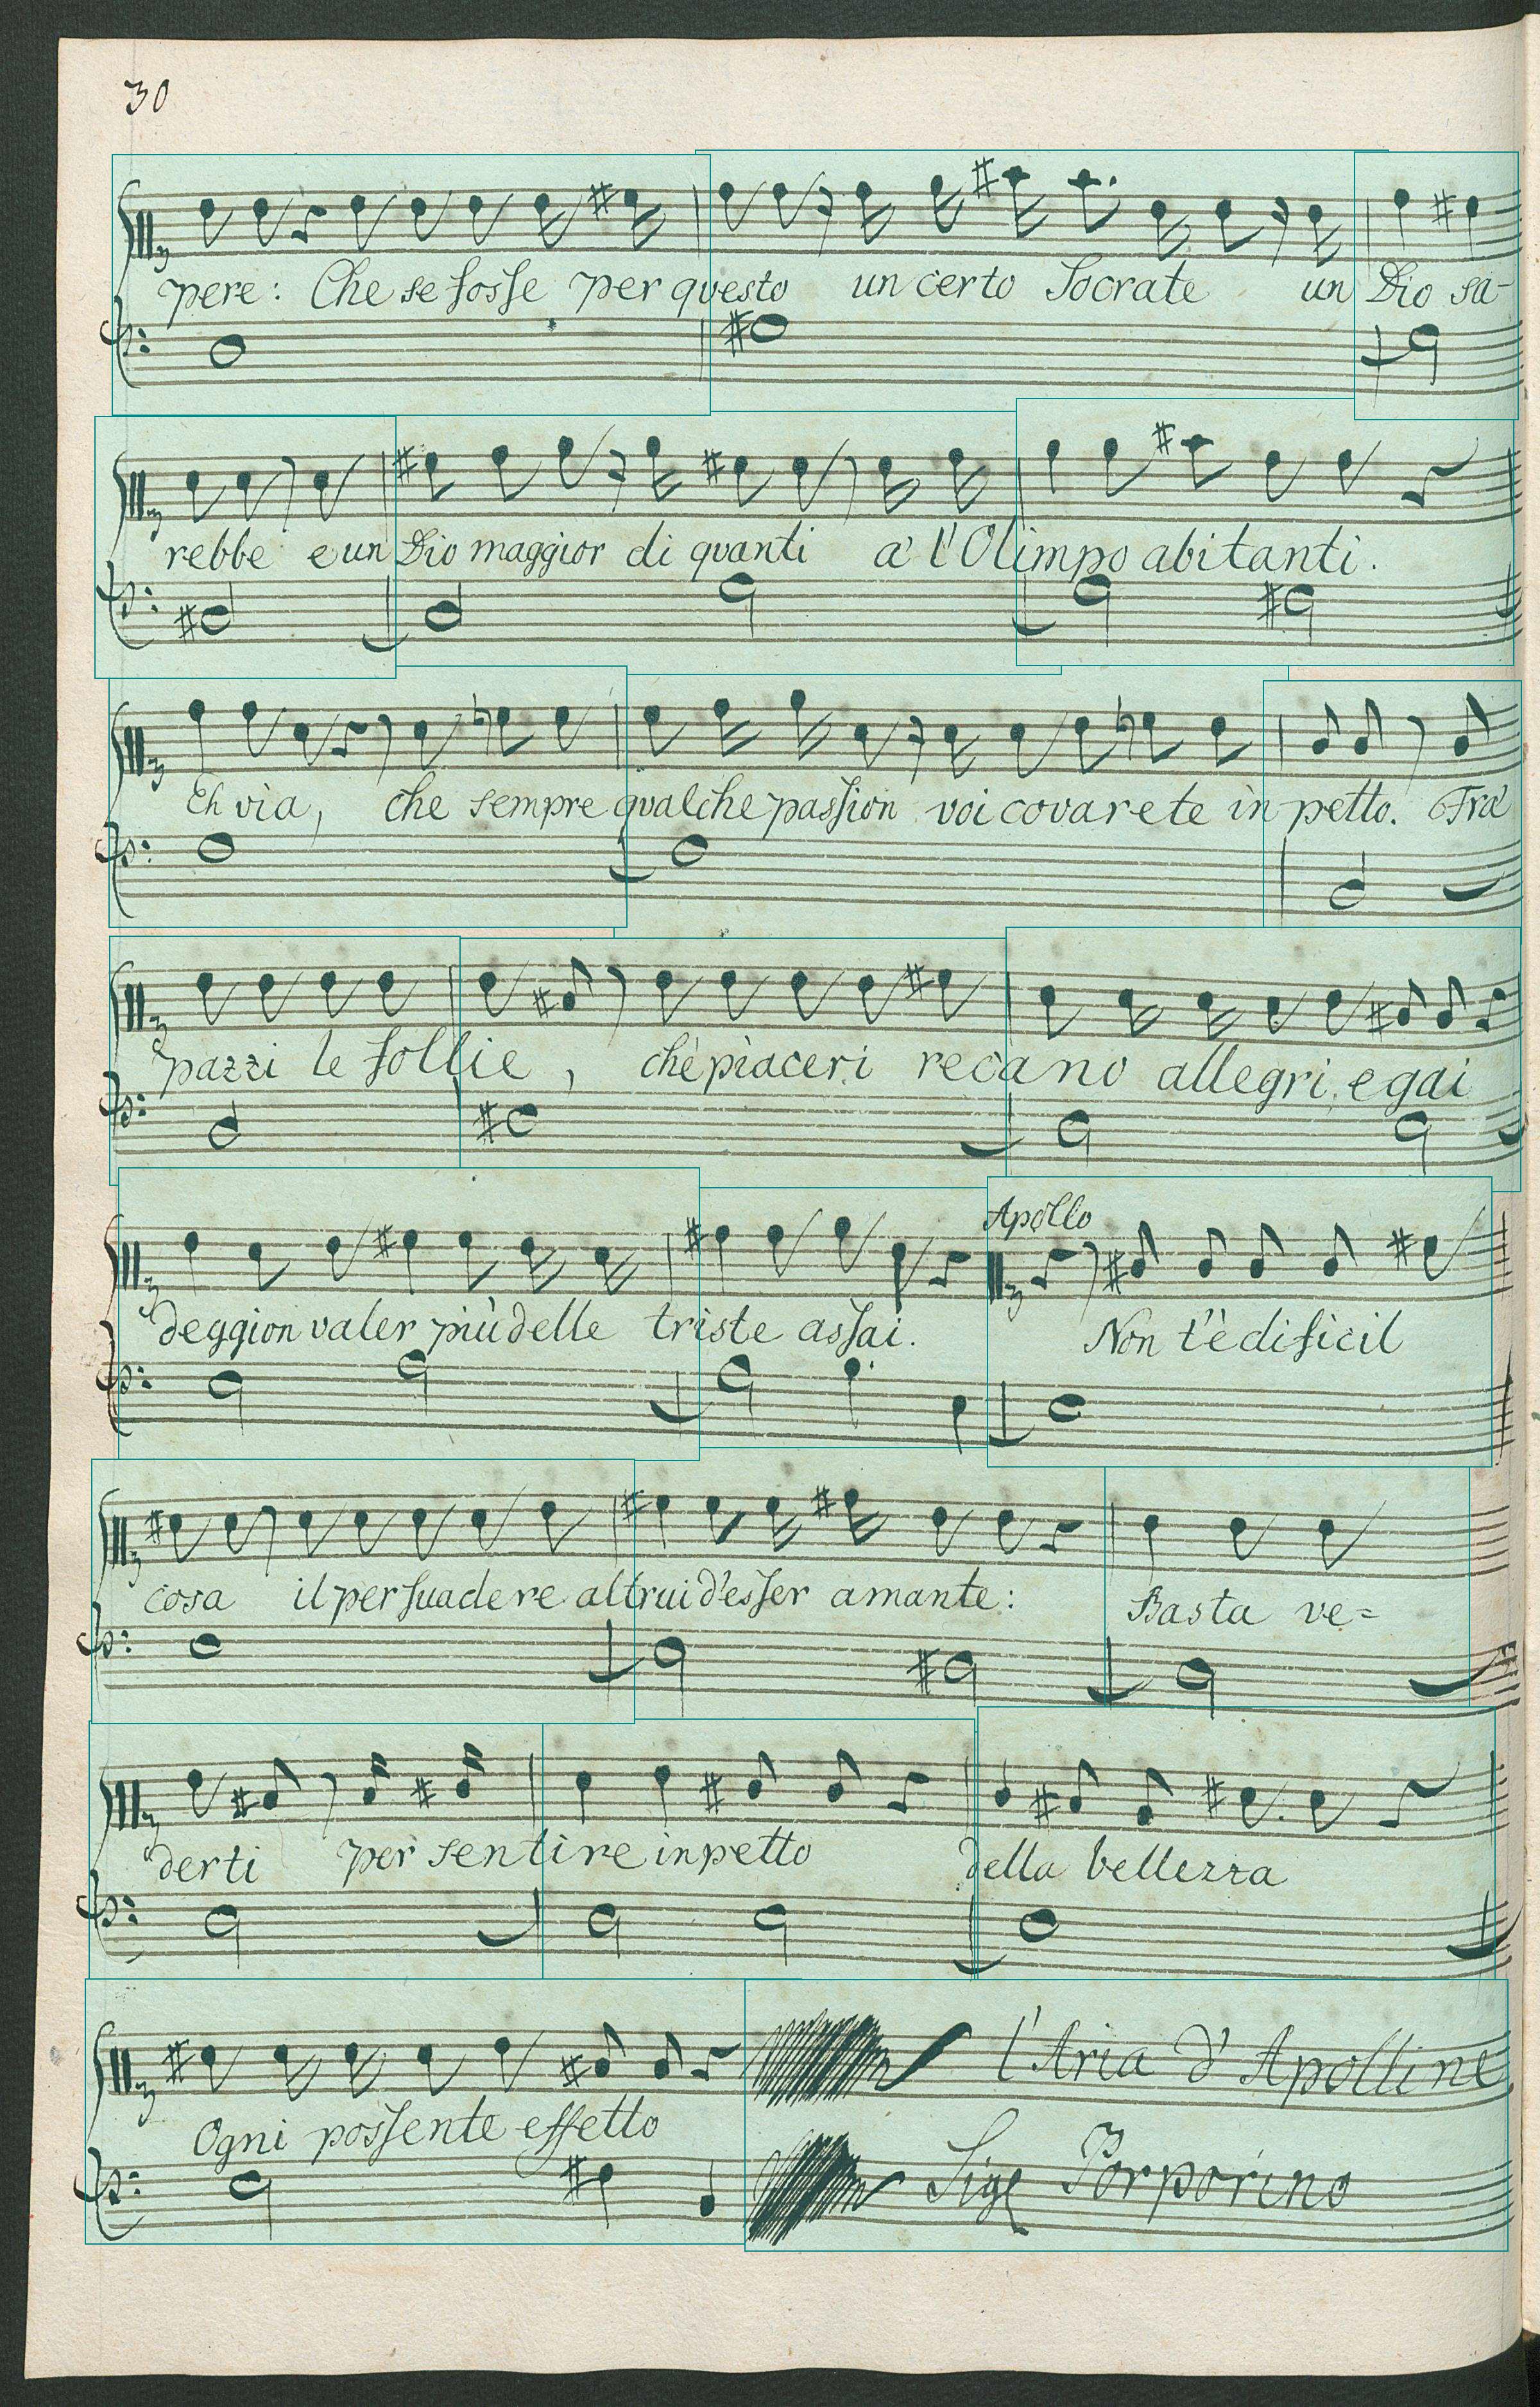 30
pere: Che se fosse per questo un certo Socrate un Dio sa-
rebbe e un Dio maggior di quanti à l'Olimpo abitanti.
Eh via, che sempre qualche passion voi covarete in petto. Frà
pazzi le follie, chè piaceri recano allegri, e gai
deggion valer più delle triste assai.
Apollo
Non t'è dificil
cosa il persuadere altrui d'esser amante: Basta ve=
derti per sentire in petto della bellezza
Ogni possente effetto
l'Aria d'Apolline
Sigr Porporino